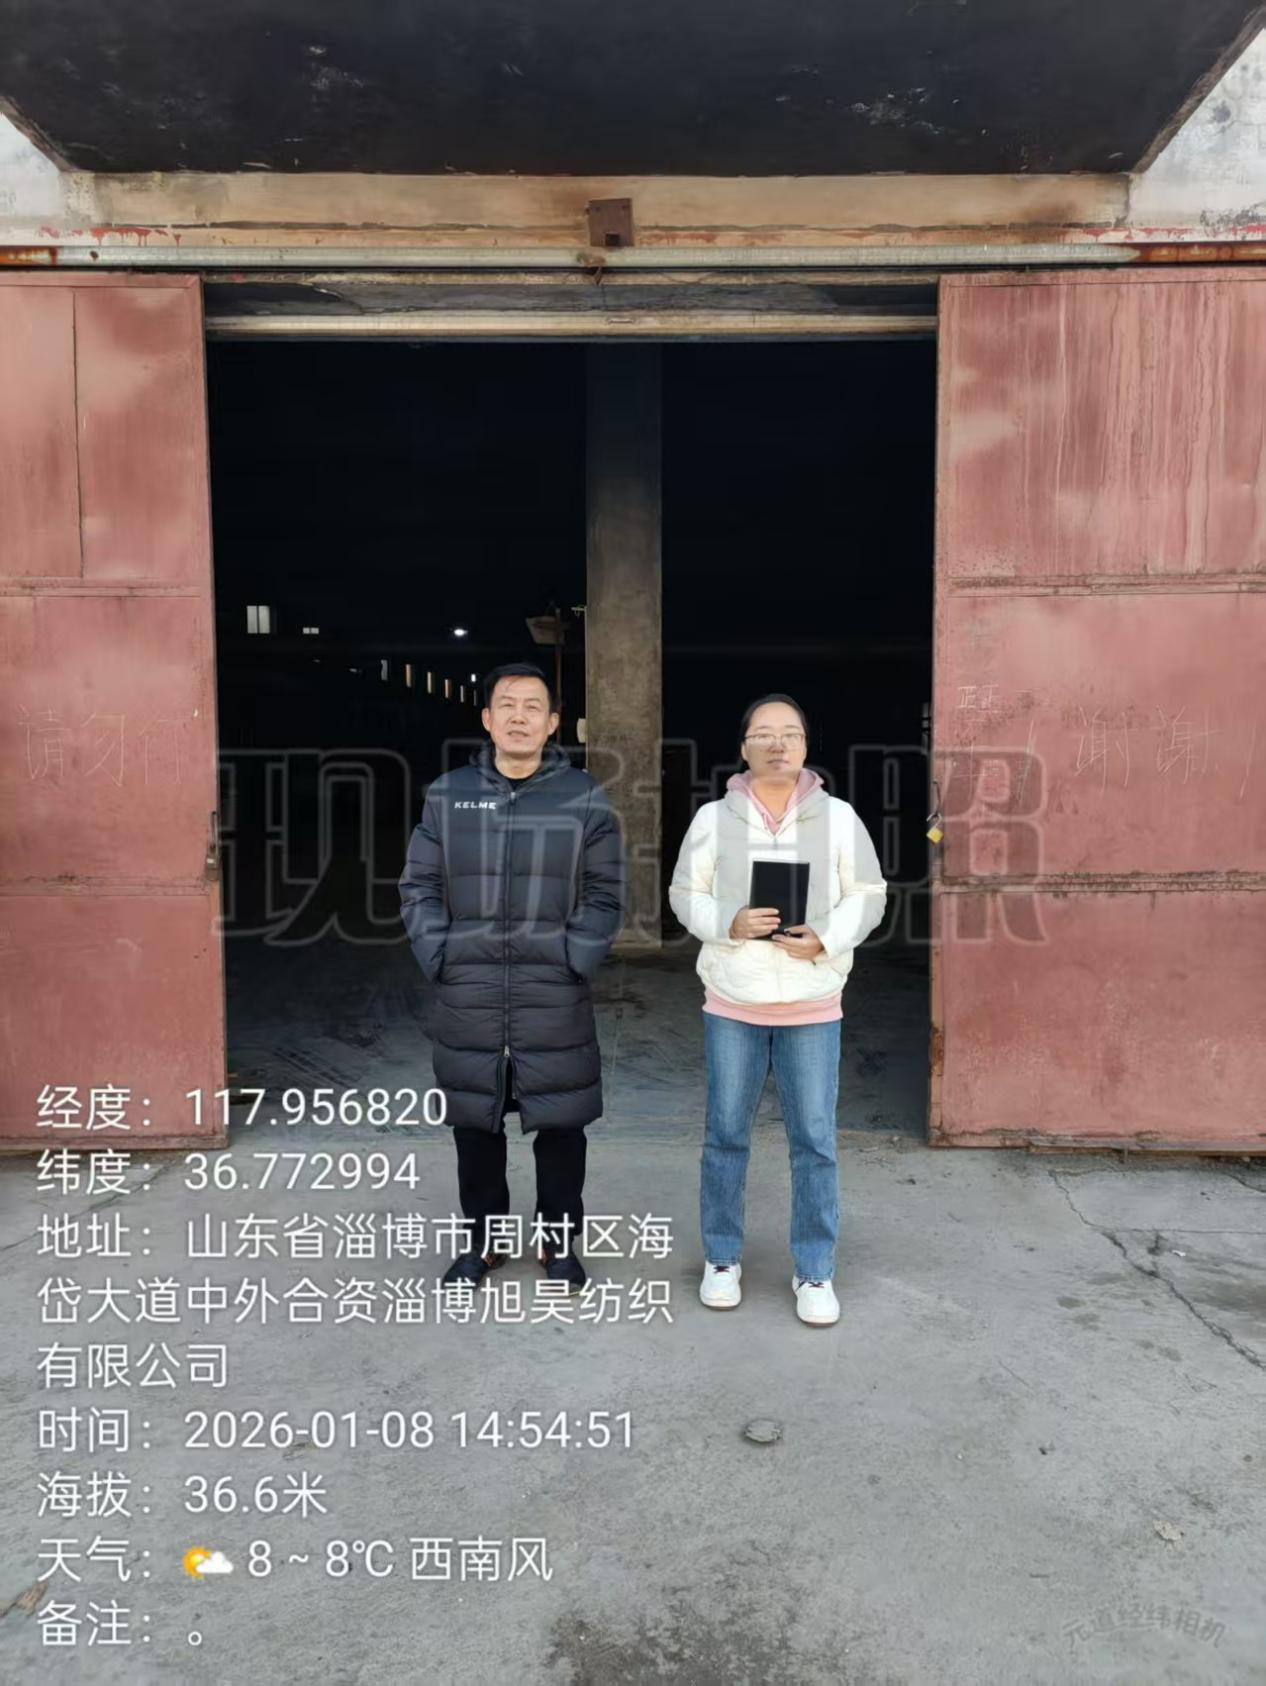 请勿停
谢谢!
KELME
现场拍照
经度：117.956820
纬度：36.772994
地址：山东省淄博市周村区海
岱大道中外合资淄博旭昊纺织
有限公司
时间：2026-01-08 14:54:51
海拔：36.6米
天气： 8 ~ 8℃ 西南风
备注：。
元道经纬相机